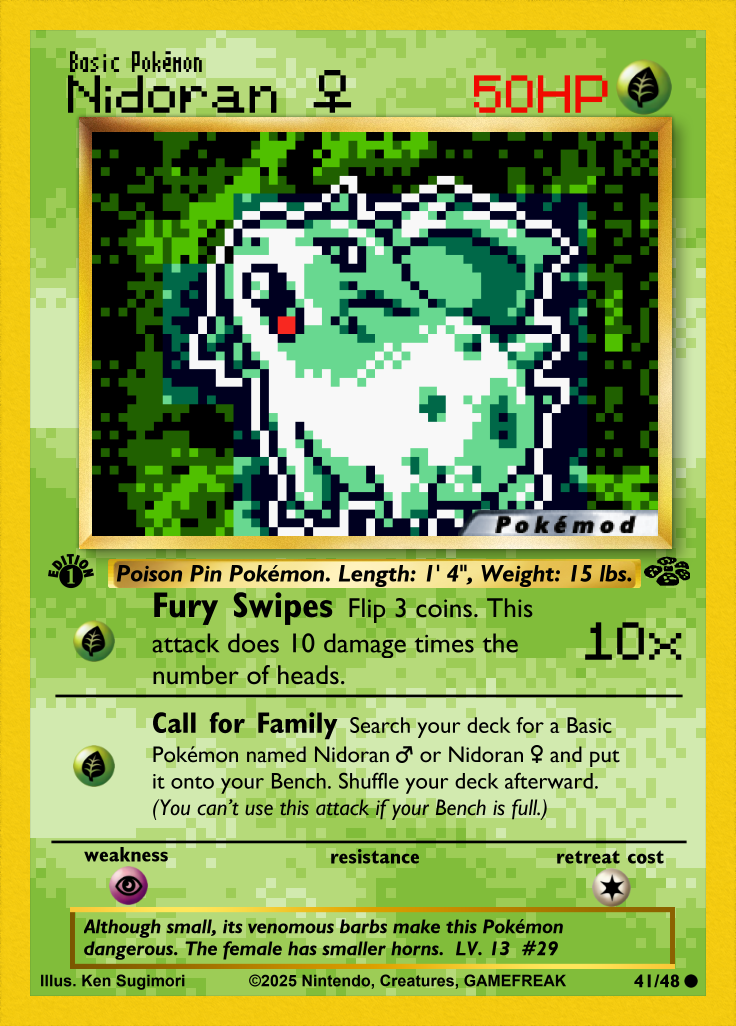 Basic Pokémon
Nidoran ♀ 50HP
Pokémod
EDITION 1
Poison Pin Pokémon. Length: 1' 4", Weight: 15 lbs.
Fury Swipes Flip 3 coins. This
attack does 10 damage times the
number of heads.
10x
Call for Family Search your deck for a Basic
Pokémon named Nidoran ♂ or Nidoran ♀ and put
it onto your Bench. Shuffle your deck afterward.
(You can't use this attack if your Bench is full.)
weakness resistance retreat cost
Although small, its venomous barbs make this Pokémon
dangerous. The female has smaller horns. LV. 13 #29
Illus. Ken Sugimori ©2025 Nintendo, Creatures, GAMEFREAK 41/48 ●